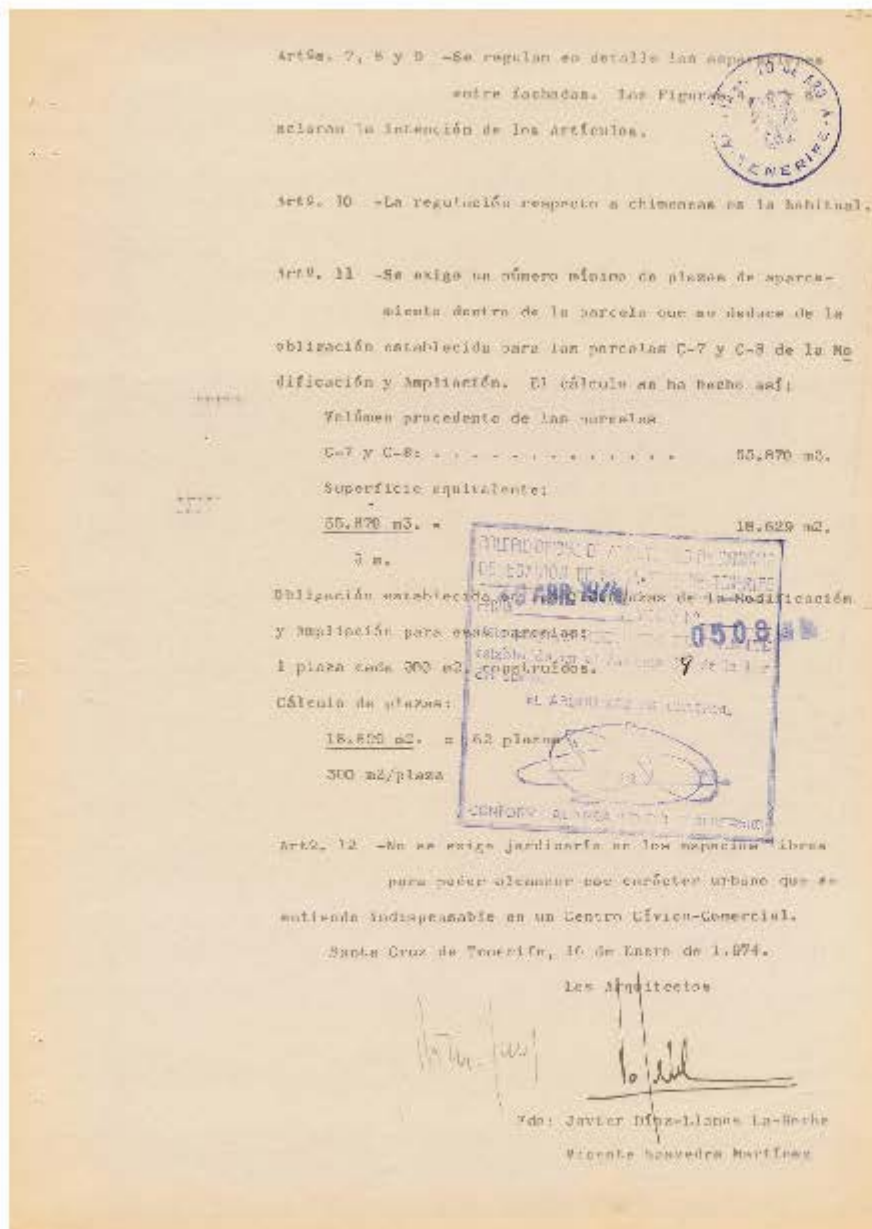 Artºs. 7, 8 y 9 -Se regulan en detalle las separaciones
entre fachadas. Las Figuras
aclaran la intención de los Artículos.
TENERIFE
Artº. 10 -La regulación respecto a chimeneas es la habitual.
Artº. 11 -Se exige un número mínimo de plazas de aparca-
miento dentro de la parcela que se deduce de la
obligación establecida para las parcelas C-7 y C-8 de la Mo
dificación y Ampliación. El cálculo se ha hecho así:
Volúmen procedente de las parcelas
C-7 y C-8: . . . . . . . . . . . . . 55.870 m3.
Superficie equivalente:
55.870 m3. = 18.629 m2.
3 m.
Obligación establecida en de la Modificación
y Ampliación para
1 plaza cada 300 m2. construídos.
ABR. 1974
0508
Cálculo de plazas:
18.629 m2. = 62 plazas
300 m2/plaza
Artº. 12 -No se exige jardinería en los espacios libres
para poder alcanzar ese carácter urbano que se
entiende indispensable en un Centro Cívico-Comercial.
Santa Cruz de Tenerife, 16 de Enero de 1.974.
Los Arquitectos
Fdo: Javier Díaz-Llanos La-Roche
Vicente Saavedra Martínez